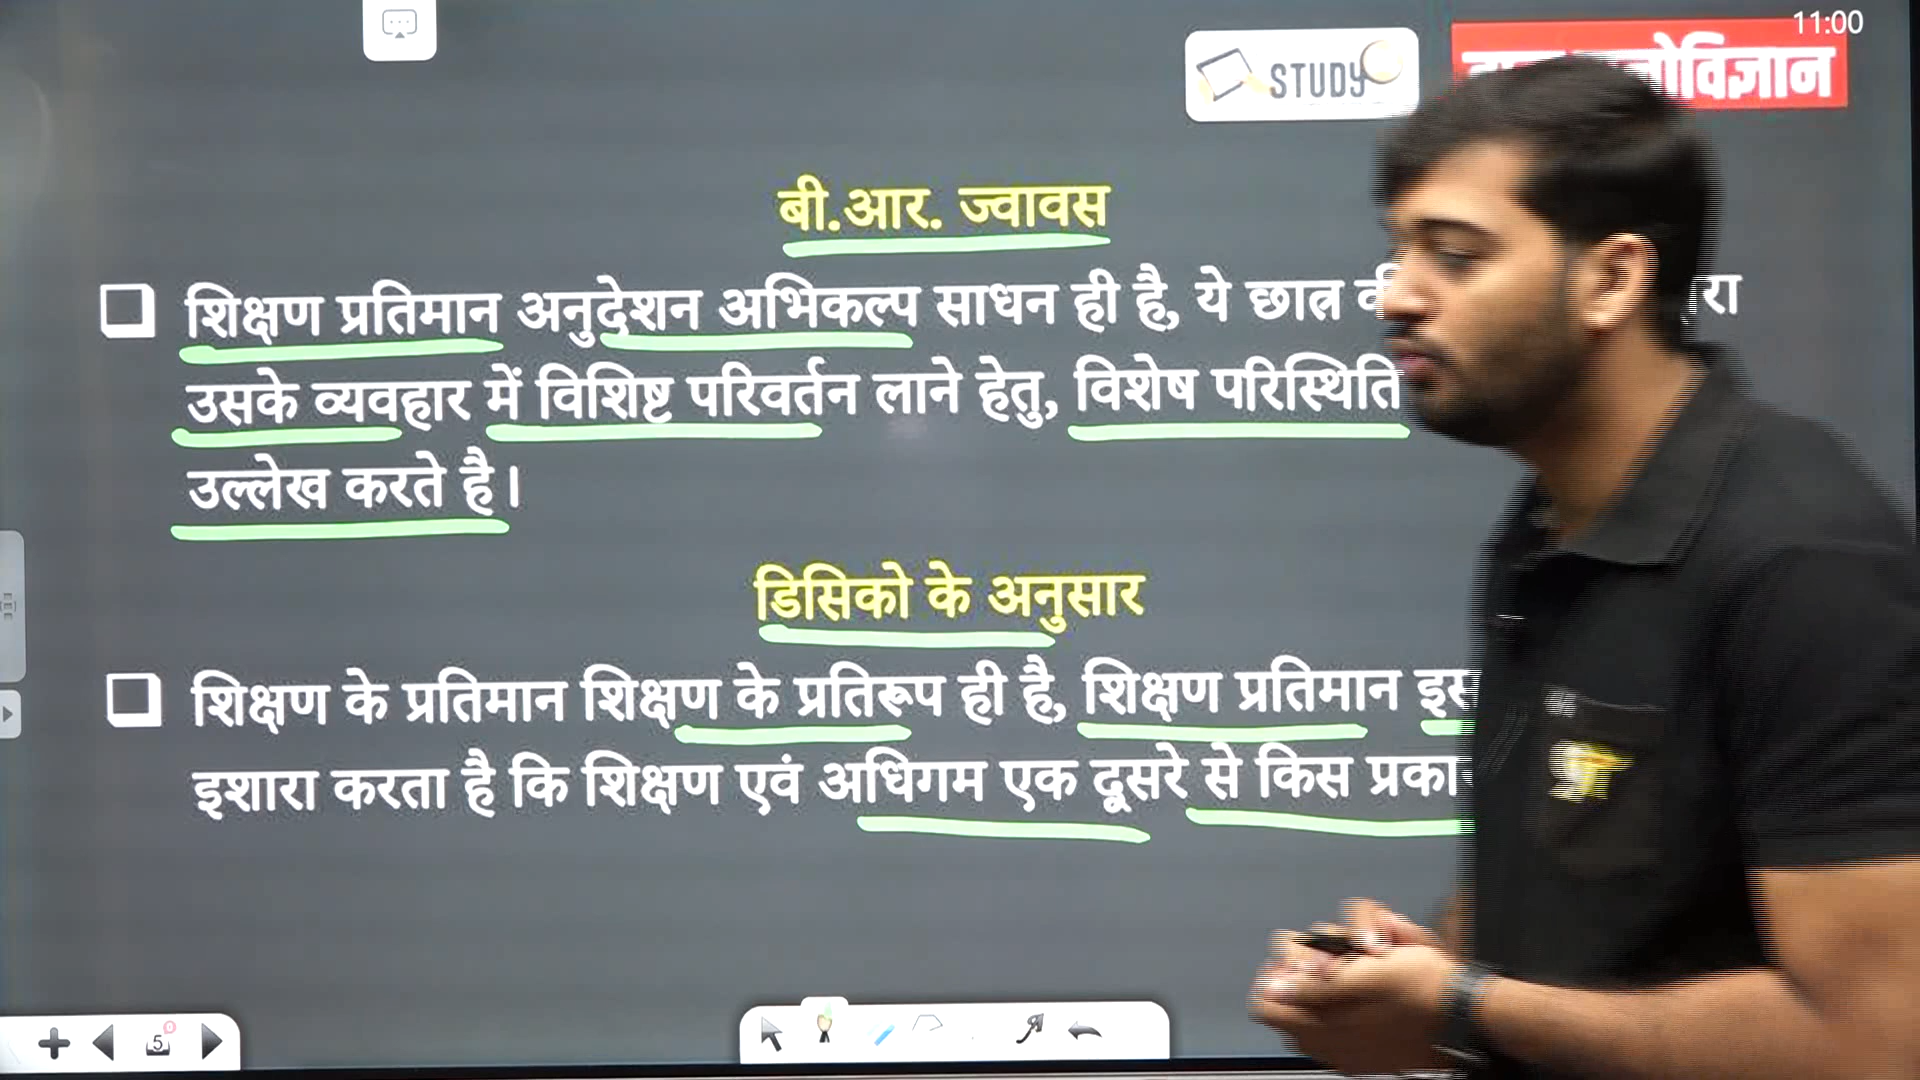 11:00
STUDY
बी.आर. ज्वावस
शिक्षण प्रतिमान अनुदेशन अभिकल्प साधन ही है, ये छात्र
उसके व्यवहार में विशिष्ट परिवर्तन लाने हेतु, विशेष परिस्थिति
उल्लेख करते है।
डिसिको के अनुसार
शिक्षण के प्रतिमान शिक्षण के प्रतिरूप ही है, शिक्षण प्रतिमान
इशारा करता है कि शिक्षण एवं अधिगम एक दूसरे से किस
5